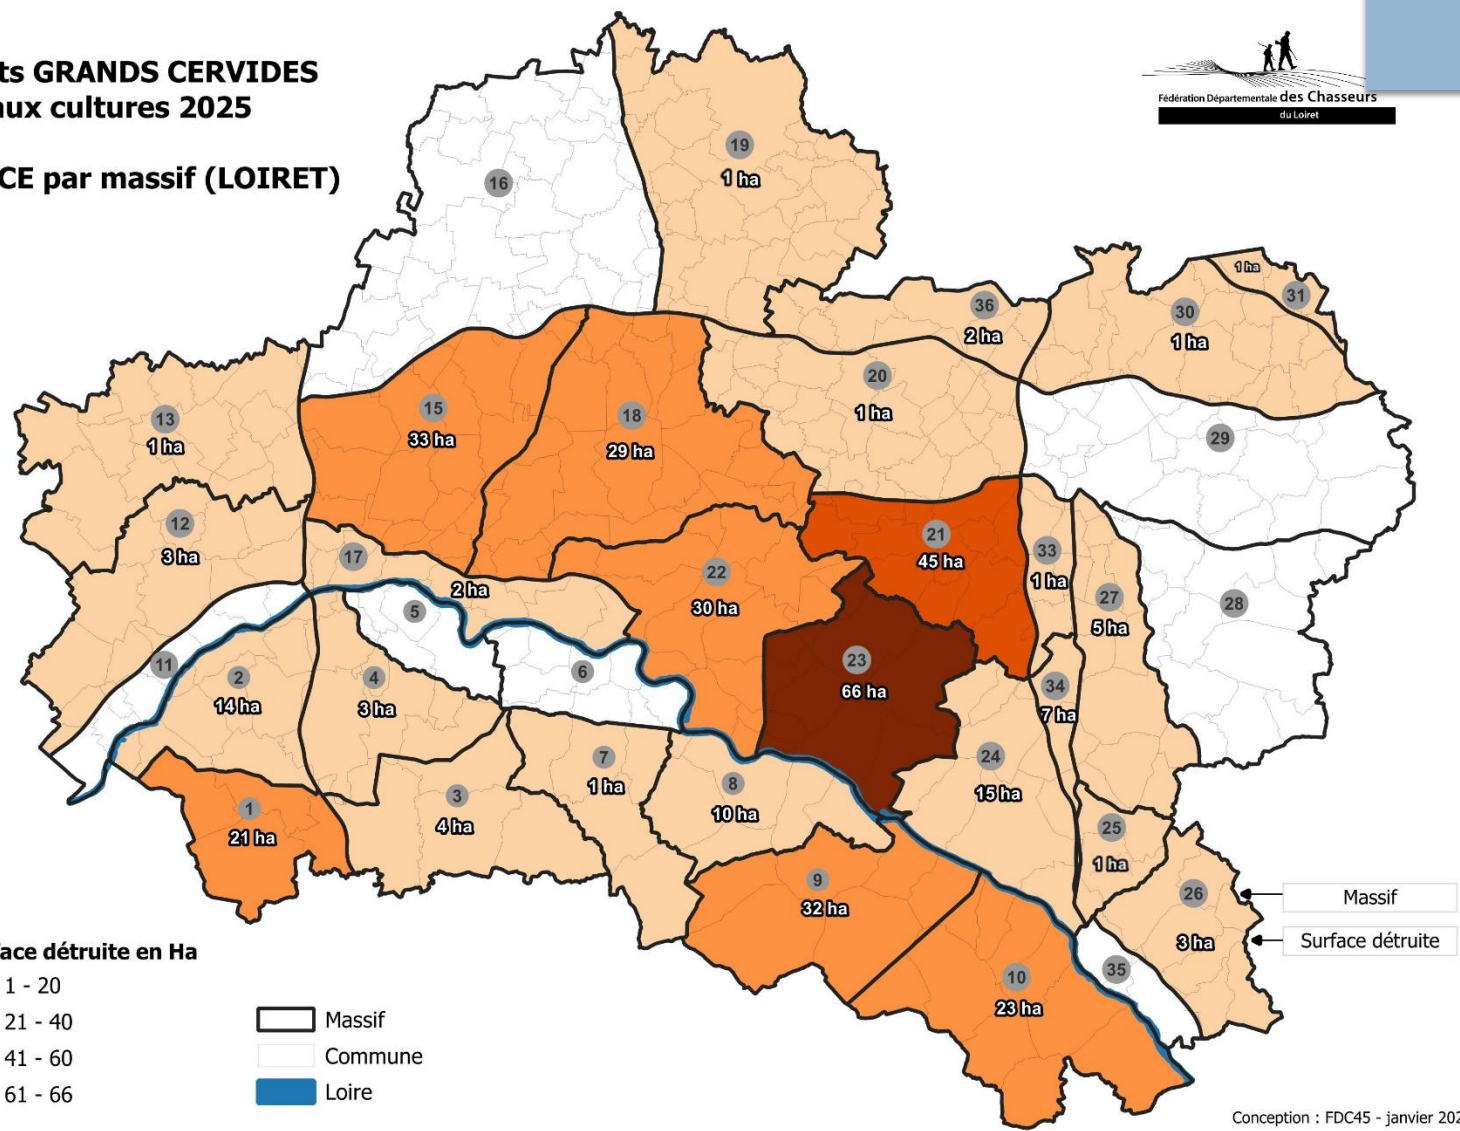 ts GRANDS CERVIDES
aux cultures 2025
CE par massif (LOIRET)
Fédération Départementale des Chasseurs
du Loiret
19
1 ha
16
1 ha
31
36
2 ha
30
1 ha
20
1 ha
13
1 ha
15
33 ha
18
29 ha
29
12
3 ha
17
2 ha
21
45 ha
33
1 ha
22
30 ha
27
5 ha
28
5
11
2
14 ha
4
3 ha
6
23
66 ha
34
7 ha
7
1 ha
8
10 ha
24
15 ha
1
21 ha
3
4 ha
25
1 ha
9
32 ha
26
3 ha
Massif
Surface détruite
10
23 ha
35
face détruite en Ha
1 - 20
21 - 40
41 - 60
61 - 66
Massif
Commune
Loire
Conception : FDC45 - janvier 202